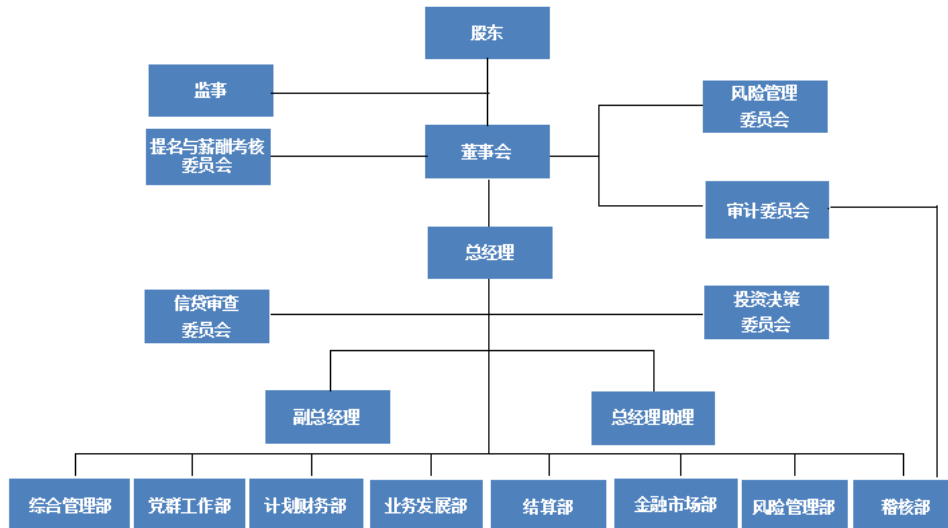 股东
监事
风险管理
委员会
提名与薪酬考核
委员会
董事会
审计委员会
总经理
信贷审查
委员会
投资决策
委员会
副总经理
总经理助理
综合管理部
党群工作部
计划财务部
业务发展部
结算部
金融市场部
风险管理部
稽核部